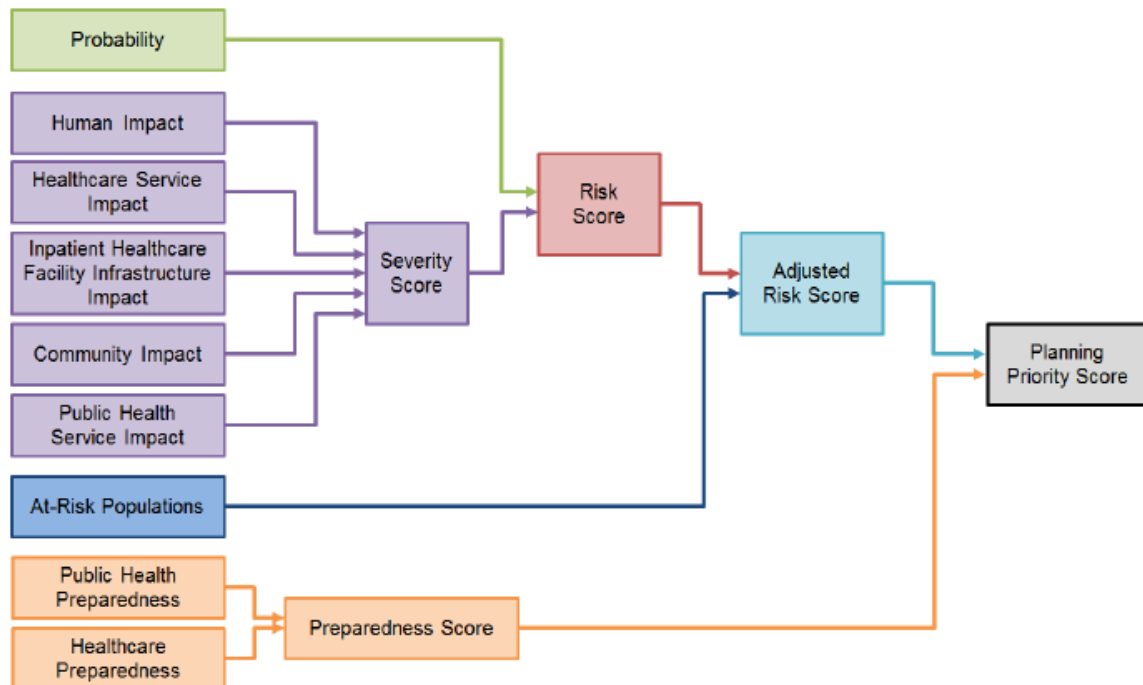 Probability
Human Impact
Healthcare Service
Impact
Inpatient Healthcare
Facility Infrastructure
Impact
Community Impact
Public Health
Service Impact
At-Risk Populations
Public Health
Preparedness
Healthcare
Preparedness
Severity
Score
Preparedness Score
Risk
Score
Adjusted
Risk Score
Planning
Priority Score